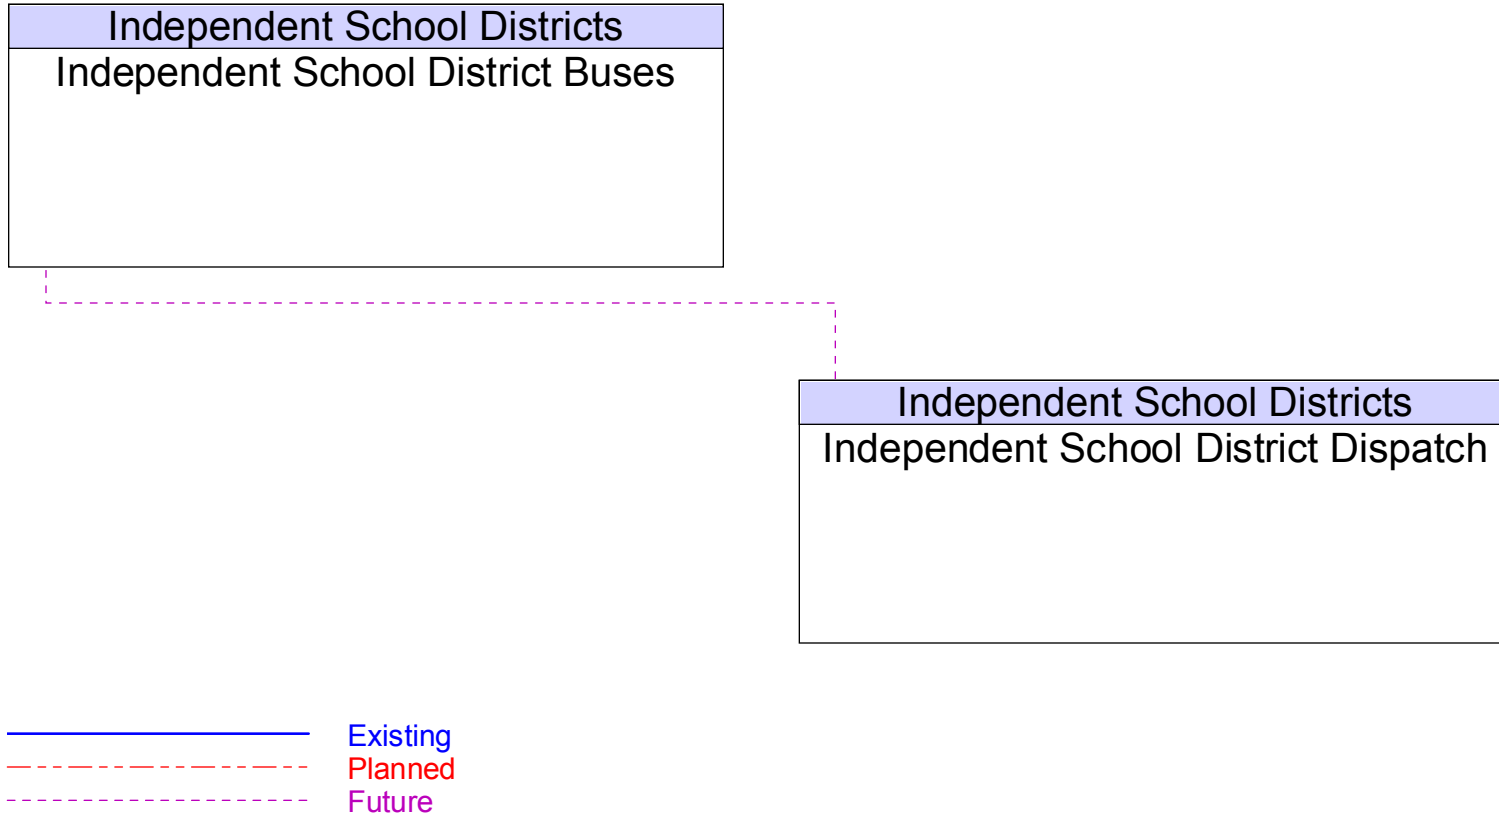 Independent School Districts
Independent School District Buses
Independent School Districts
Independent School District Dispatch
Existing
Planned
Future